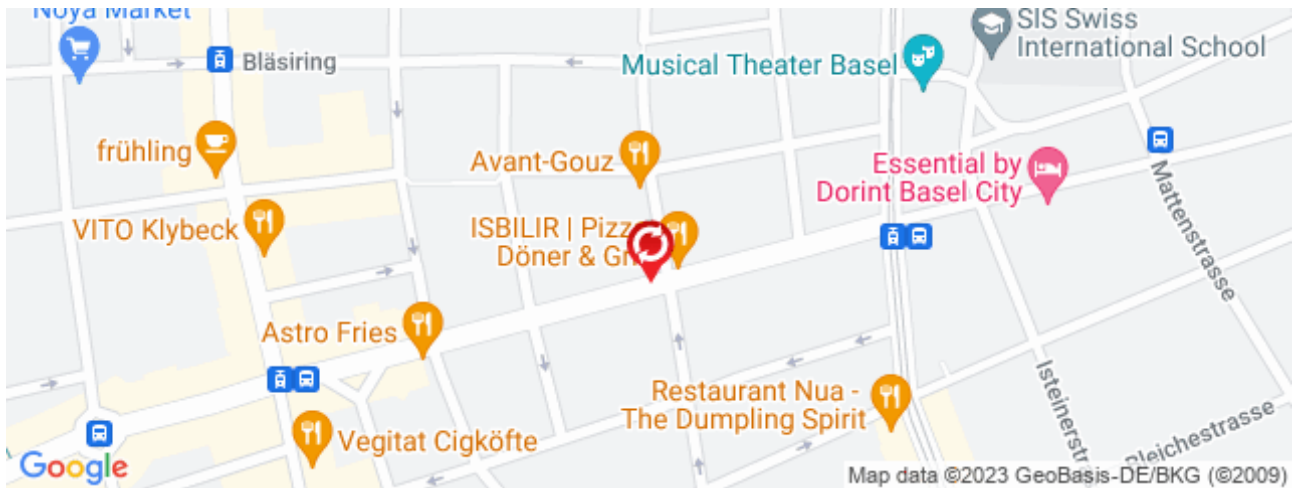 Noya Market
SIS Swiss
International School
Bläsiring
Musical Theater Basel
frühling
Avant-Gouz
Essential by
Dorint Basel City
Mattenstrasse
VITO Klybeck
ISBILIR | Pizz
Döner & Gri
Astro Fries
Restaurant Nua -
The Dumpling Spirit
Isteinerstra
Bleichestrasse
Vegitat Cigköfte
Google
Map data ©2023 GeoBasis-DE/BKG (©2009)